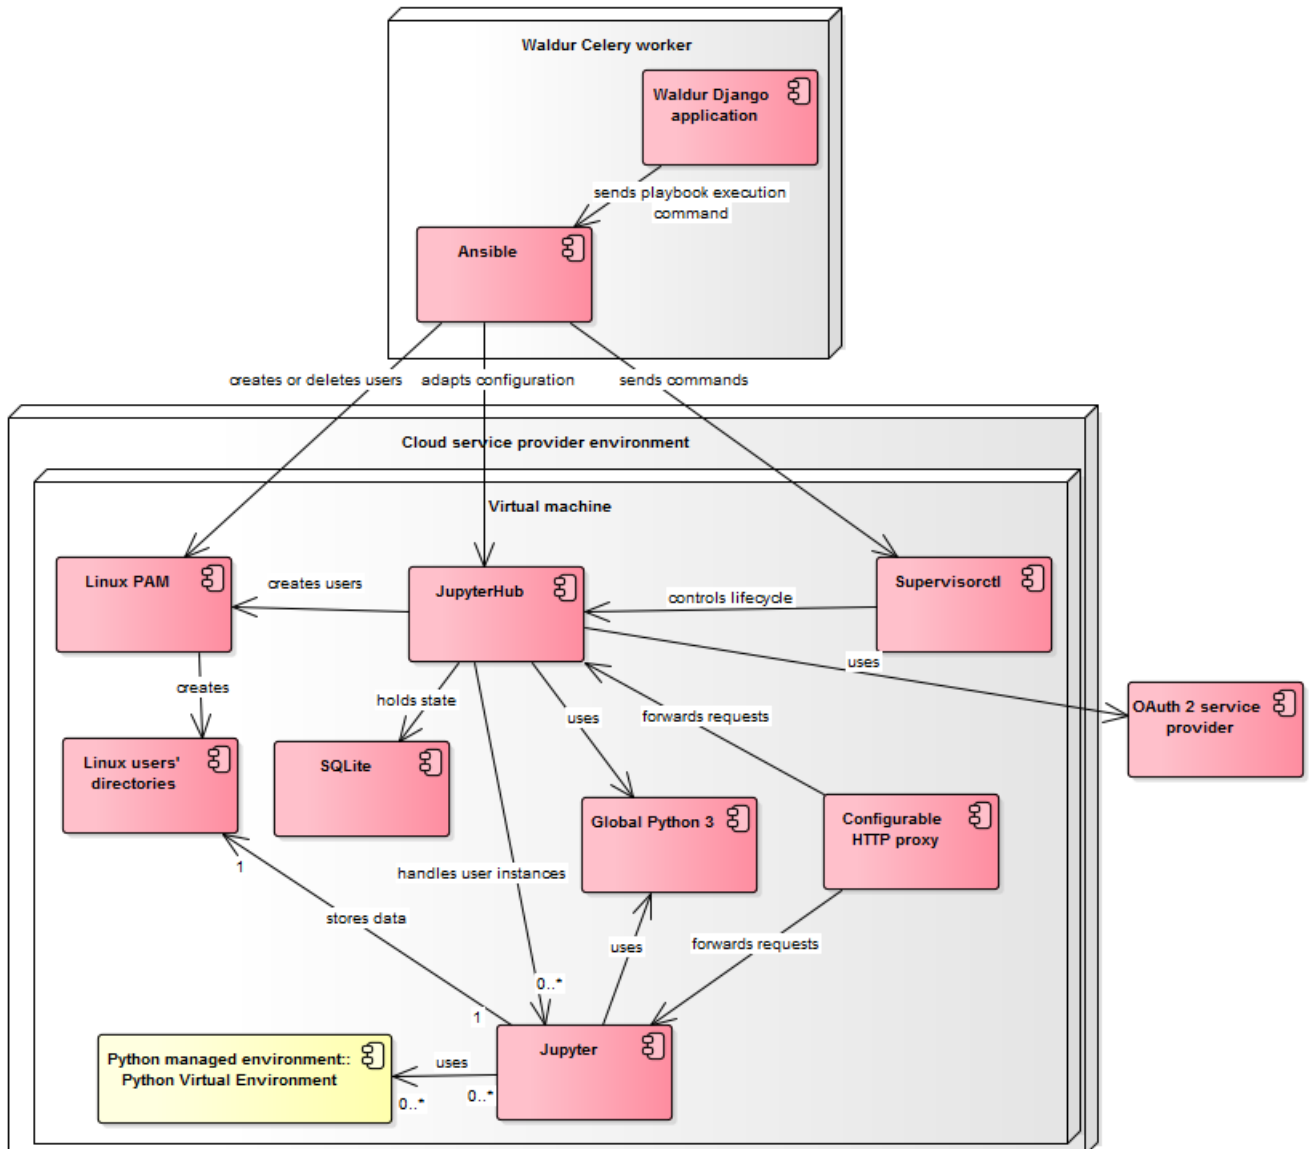 Waldur Celery worker
Waldur Django
application
sends playbook execution
command
Ansible
creates or deletes users
adapts configuration
sends commands
Cloud service provider environment
Virtual machine
Linux PAM
creates users
JupyterHub
controls lifecycle
Supervisorctl
uses
creates
holds state
uses
forwards requests
OAuth 2 service
provider
Linux users'
directories
SQLite
Global Python 3
Configurable
HTTP proxy
1
handles user instances
stores data
uses
forwards requests
0..*
1
Jupyter
Python managed environment::
Python Virtual Environment
uses
0..*
0..*